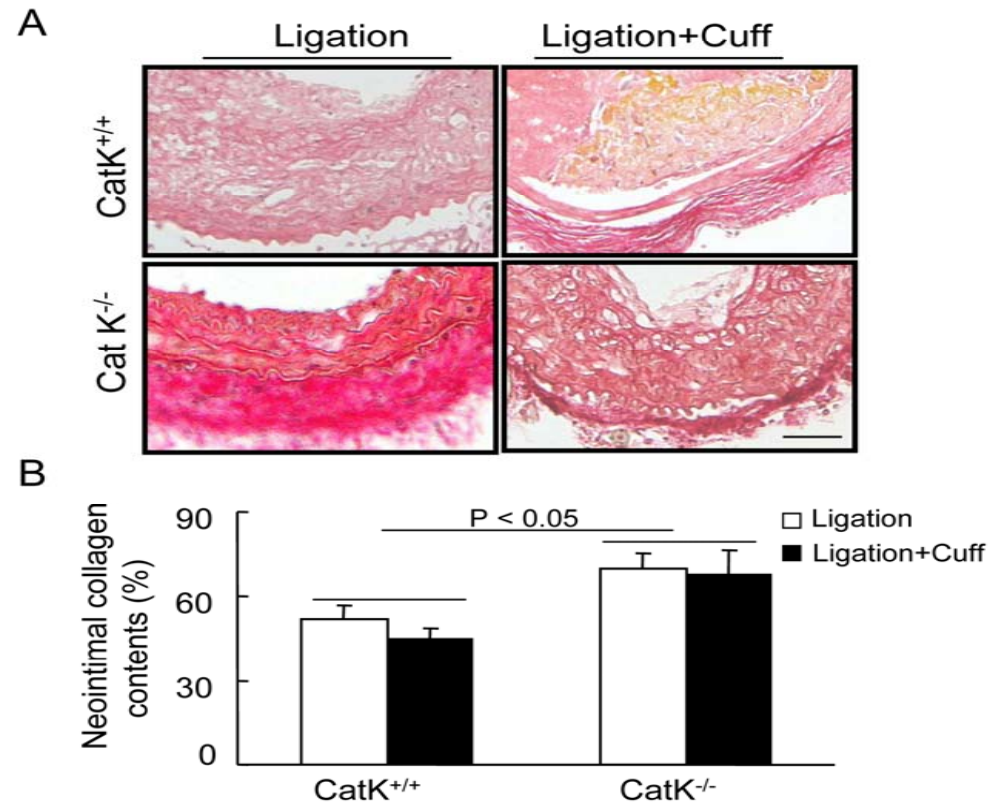 A
Ligation
Ligation+Cuff
CatK+/+
Cat K-/-
B
Neointimal collagen
contents (%)
90
60
30
0
P < 0.05
Ligation
Ligation+Cuff
CatK+/+
CatK-/-